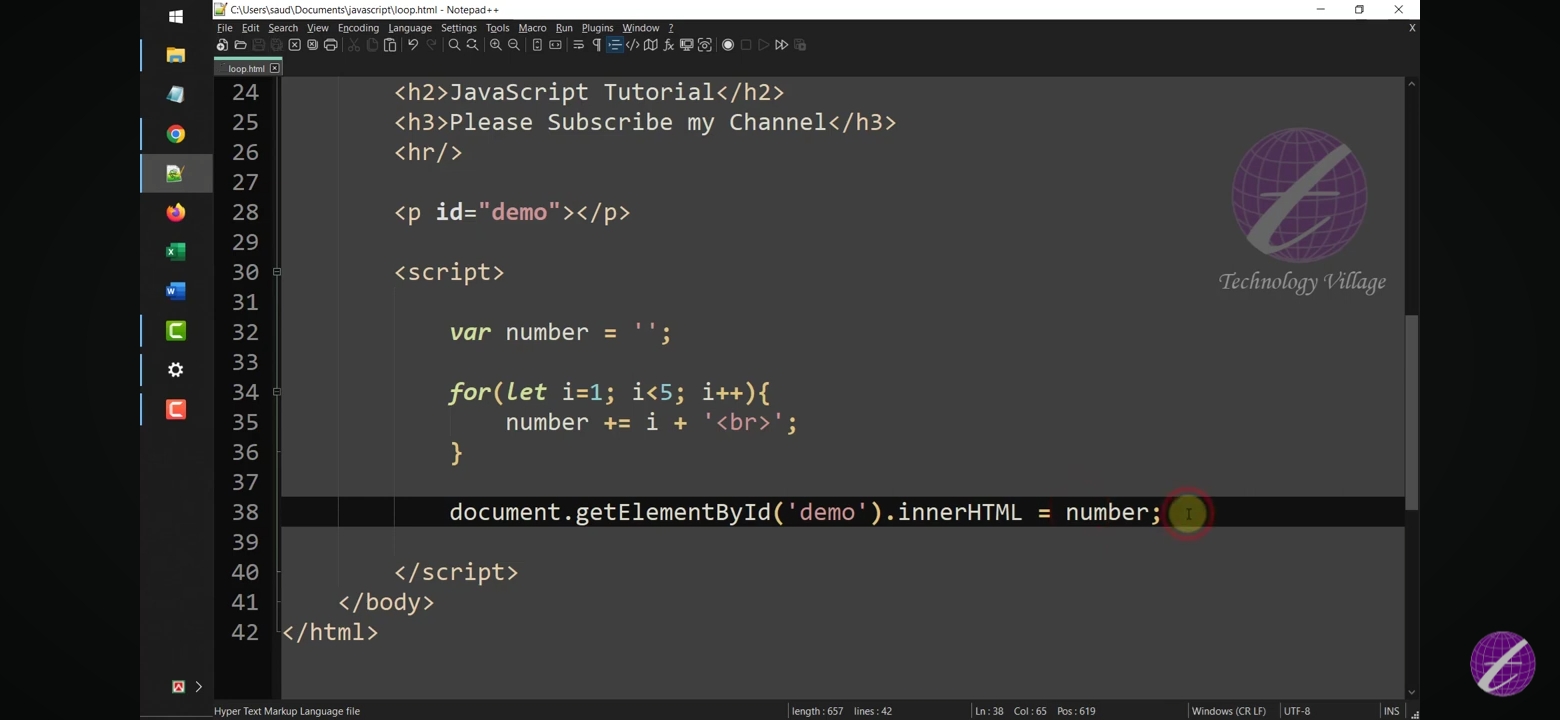 C:\Users\saud\Documents\javascript\loop.html - Notepad++
File Edit Search View Encoding Language Settings Tools Macro Run Plugins Window ? X
loop.html
24 <h2>JavaScript Tutorial</h2>
25 <h3>Please Subscribe my Channel</h3>
26 <hr/>
27
28 <p id="demo"></p>
29
30 <script>
31
32 var number = '';
33
34 for(let i=1; i<5; i++){
35 number += i + '<br>';
36 }
37
38 document.getElementById('demo').innerHTML = number;
39
40 </script>
41 </body>
42 </html>
Technology Village
Hyper Text Markup Language file length : 657 lines : 42 Ln : 38 Col : 65 Pos : 619 Windows (CR LF) UTF-8 INS